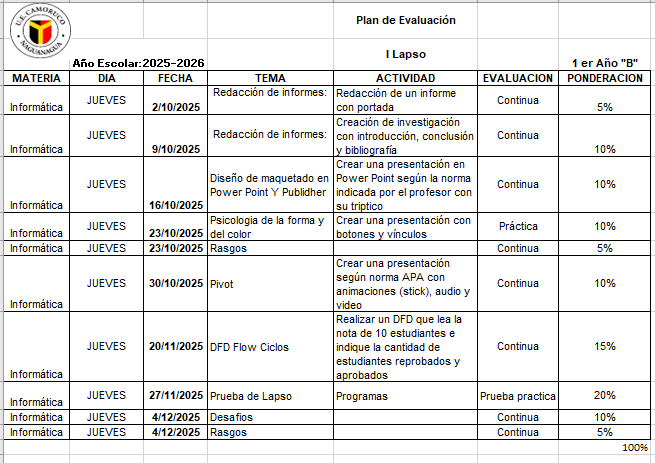 U.E. CAMORUCO
NAGUANAGUA
Plan de Evaluación
I Lapso
Año Escolar:2025-2026
1 er Año "B"
MATERIA DIA FECHA TEMA ACTIVIDAD EVALUACION PONDERACION
Informática JUEVES 2/10/2025 Redacción de informes: Redacción de un informe
con portada Continua 5%
Informática JUEVES 9/10/2025 Redacción de informes: Creación de investigación
con introducción, conclusión
y bibliografía Continua 10%
Informática JUEVES 16/10/2025 Diseño de maquetado en
Power Point Y Publidher Crear una presentación en
Power Point según la norma
indicada por el profesor con
su triptico Continua 10%
Informática JUEVES 23/10/2025 Psicologia de la forma y
del color Crear una presentación con
botones y vínculos Práctica 10%
Informática JUEVES 23/10/2025 Rasgos Continua 5%
Informática JUEVES 30/10/2025 Pivot Crear una presentación
según norma APA con
animaciones (stick), audio y
video Continua 10%
Informática JUEVES 20/11/2025 DFD Flow Ciclos Realizar un DFD que lea la
nota de 10 estudiantes e
indique la cantidad de
estudiantes reprobados y
aprobados Continua 15%
Informática JUEVES 27/11/2025 Prueba de Lapso Programas Prueba practica 20%
Informática JUEVES 4/12/2025 Desafios Continua 10%
Informática JUEVES 4/12/2025 Rasgos Continua 5%
100%